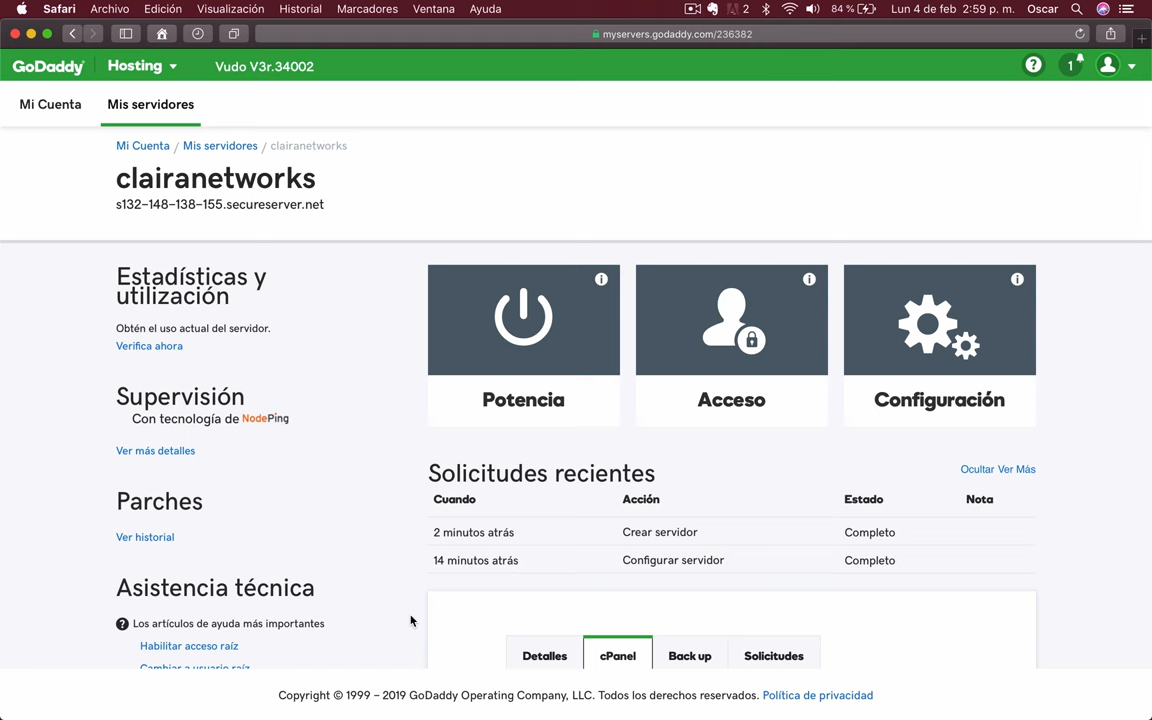 Safari Archivo Edición Visualización Historial Marcadores Ventana Ayuda 2 84 % Lun 4 de feb 2:59 p. m. Oscar
myservers.godaddy.com/236382
GoDaddy Hosting Vudo V3r.34002 1
Mi Cuenta Mis servidores
Mi Cuenta / Mis servidores / clairanetworks
clairanetworks
s132-148-138-155.secureserver.net
Estadísticas y
utilización
Obtén el uso actual del servidor.
Verifica ahora
Supervisión
Con tecnología de NodePing
Ver más detalles
Parches
Ver historial
Asistencia técnica
Los artículos de ayuda más importantes
Habilitar acceso raíz
Cambiar a usuario raíz
Potencia Acceso Configuración
Solicitudes recientes Ocultar Ver Más
Cuando Acción Estado Nota
2 minutos atrás Crear servidor Completo
14 minutos atrás Configurar servidor Completo
Detalles cPanel Back up Solicitudes
Copyright © 1999 – 2019 GoDaddy Operating Company, LLC. Todos los derechos reservados. Política de privacidad